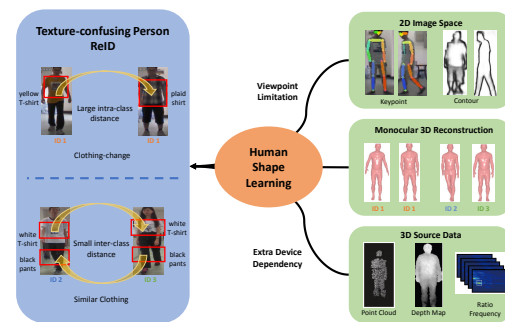 Texture-confusing Person
ReID
yellow
T-shirt
plaid
shirt
Large intra-class
distance
ID 1
ID 1
Clothing-change
white
T-shirt
black
pants
Small inter-class
distance
white
T-shirt
black
pants
ID 2
ID 3
Similar Clothing
Human
Shape
Learning
Viewpoint
Limitation
Extra Device
Dependency
2D Image Space
Keypoint
Contour
Monocular 3D Reconstruction
ID 1
ID 1
ID 2
ID 3
3D Source Data
Point Cloud
Depth Map
Ratio
Frequency